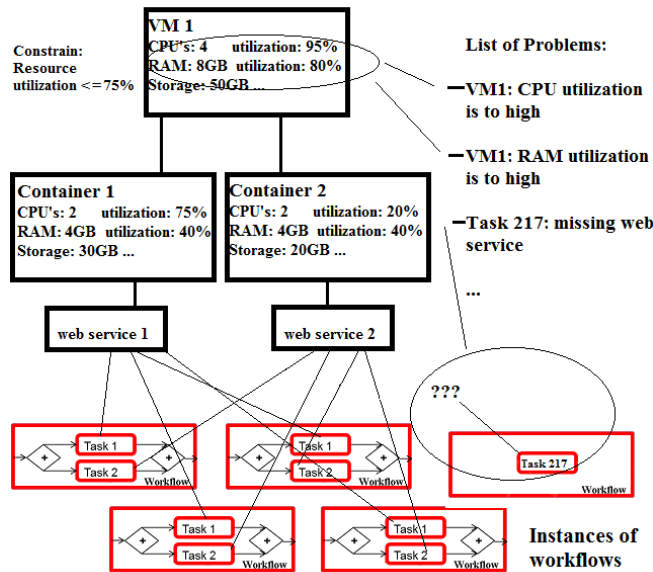 VM 1
CPU's: 4 utilization: 95%
RAM: 8GB utilization: 80%
Storage: 50GB ...
Constrain:
Resource
utilization <=75%
List of Problems:
VM1: CPU utilization
is to high
VM1: RAM utilization
is to high
Task 217: missing web
service
...
Container 1
CPU's: 2 utilization: 75%
RAM: 4GB utilization: 40%
Storage: 30GB ...
Container 2
CPU's: 2 utilization: 20%
RAM: 4GB utilization: 40%
Storage: 20GB ...
web service 1
web service 2
???
Task 217
Workflow
+
Task 1
Task 2
+
Workflow
+
Task 1
Task 2
+
Workflow
+
Task 1
Task 2
+
Workflow
+
Task 1
Task 2
+
Workflow
Instances of
workflows